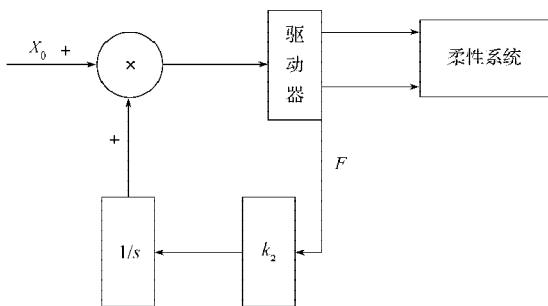 X₀ +
×
驱动器
柔性系统
+
F
1/s
k₂